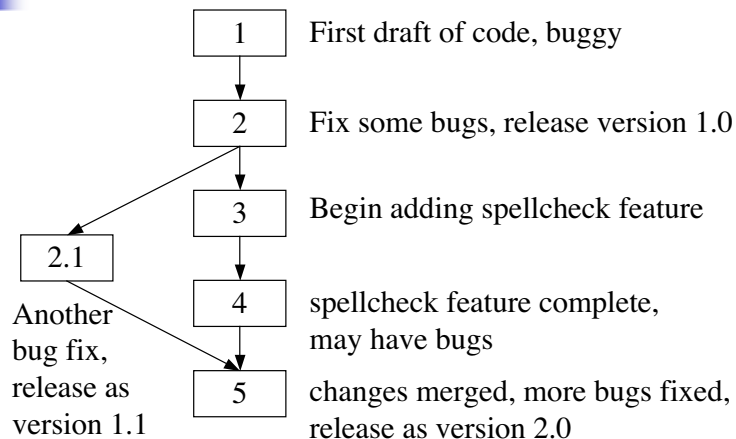 1
First draft of code, buggy
2
Fix some bugs, release version 1.0
3
Begin adding spellcheck feature
2.1
Another
bug fix,
release as
version 1.1
4
spellcheck feature complete,
may have bugs
5
changes merged, more bugs fixed,
release as version 2.0